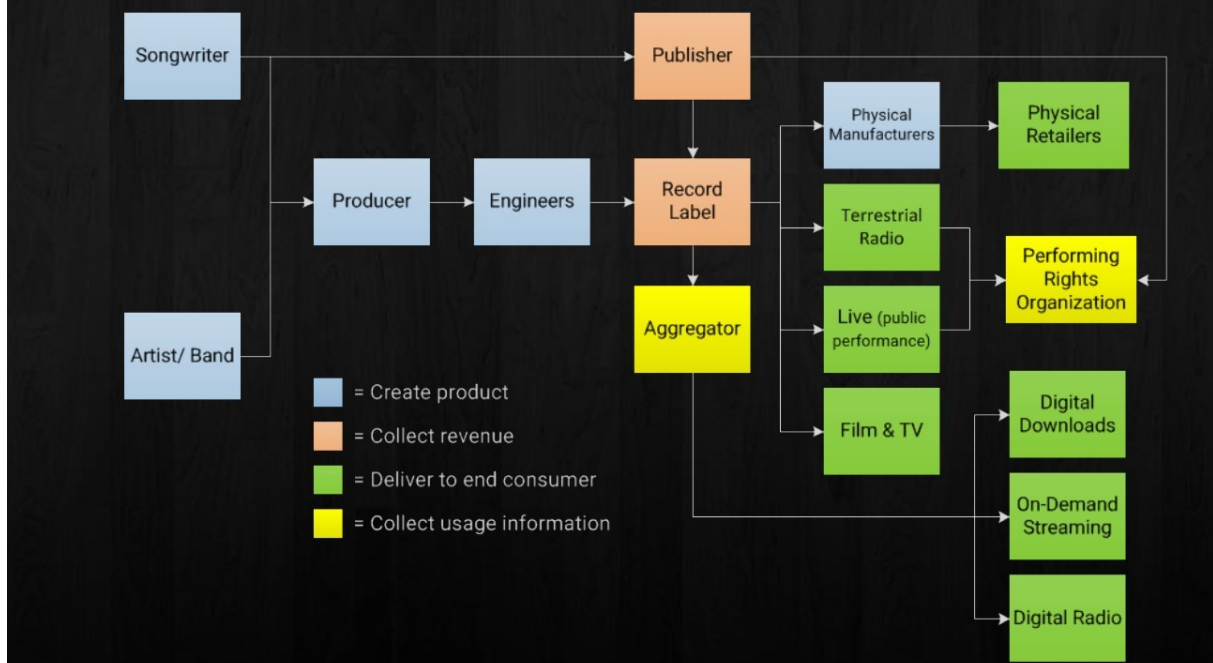 Songwriter
Publisher
Physical
Manufacturers
Physical
Retailers
Producer
Engineers
Record
Label
Terrestrial
Radio
Performing
Rights
Organization
Aggregator
Live (public
performance)
Artist/ Band
Film & TV
Digital
Downloads
= Create product
= Collect revenue
= Deliver to end consumer
= Collect usage information
On-Demand
Streaming
Digital Radio